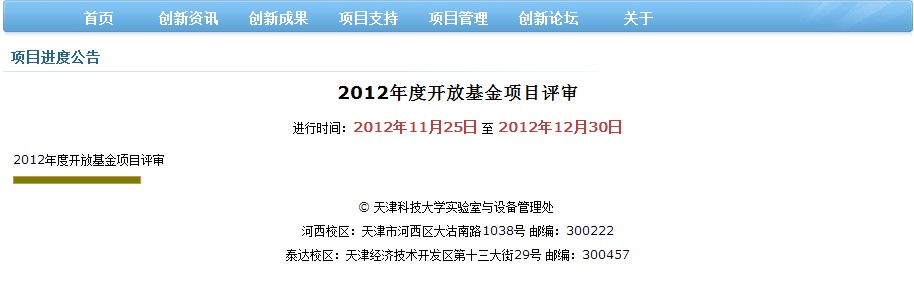 首页 创新资讯 创新成果 项目支持 项目管理 创新论坛 关于
项目进度公告
2012年度开放基金项目评审
进行时间：2012年11月25日 至 2012年12月30日
2012年度开放基金项目评审
© 天津科技大学实验室与设备管理处
河西校区：天津市河西区大沽南路1038号 邮编：300222
泰达校区：天津经济技术开发区第十三大街29号 邮编：300457